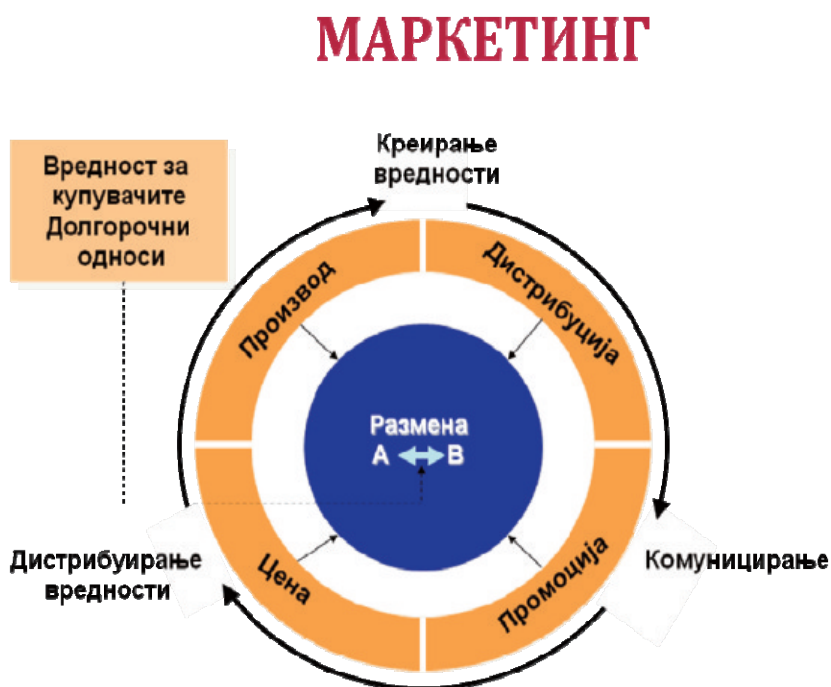 МАРКЕТИНГ
Креирање
вредности
Вредност за
купувачите
Долгорочни
односи
Производ
Дистрибуција
Размена
A B
Дистрибуирање
вредности
Цена
Промоција
Комуницирање